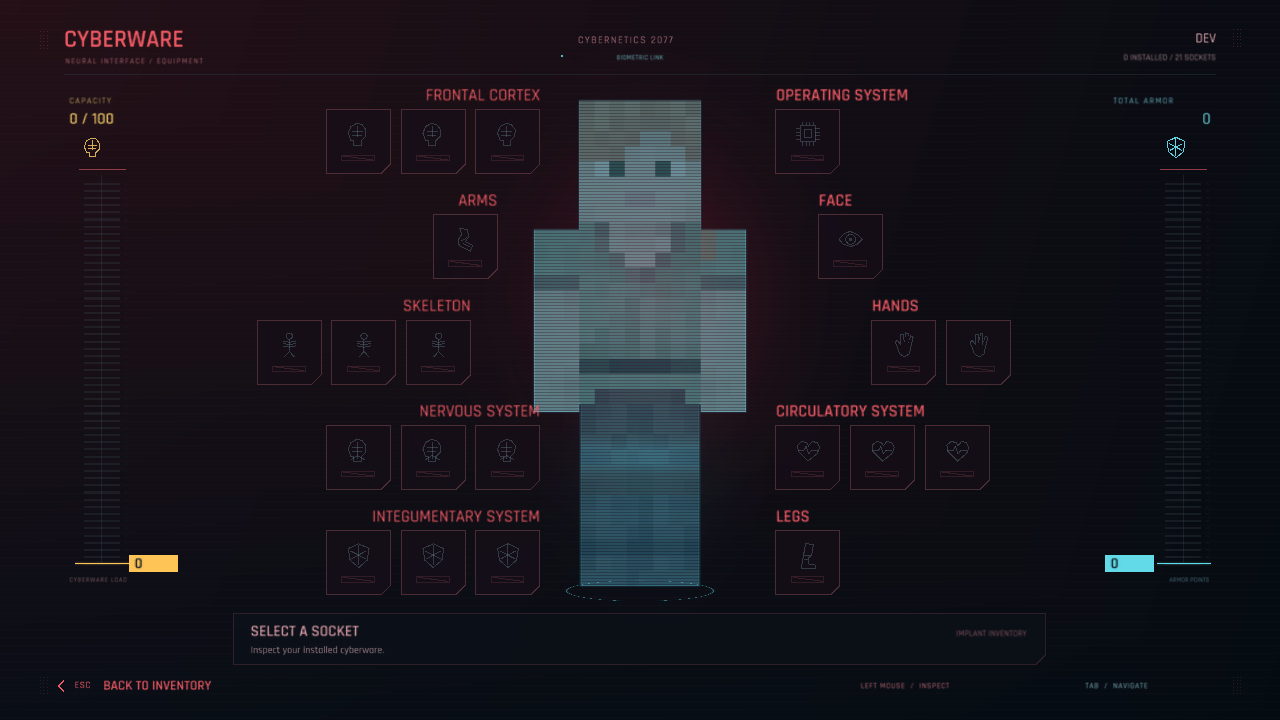 CYBERWARE
NEURAL INTERFACE / EQUIPMENT
CYBERNETICS 2077
BIOMETRIC LINK
DEV
0 INSTALLED / 21 SOCKETS
CAPACITY
0 / 100
TOTAL ARMOR
0
FRONTAL CORTEX
OPERATING SYSTEM
ARMS
FACE
SKELETON
HANDS
NERVOUS SYSTEM
CIRCULATORY SYSTEM
INTEGUMENTARY SYSTEM
LEGS
0
CYBERWARE LOAD
0
ARMOR POINTS
SELECT A SOCKET
Inspect your installed cyberware.
IMPLANT INVENTORY
ESC BACK TO INVENTORY
LEFT MOUSE / INSPECT
TAB / NAVIGATE